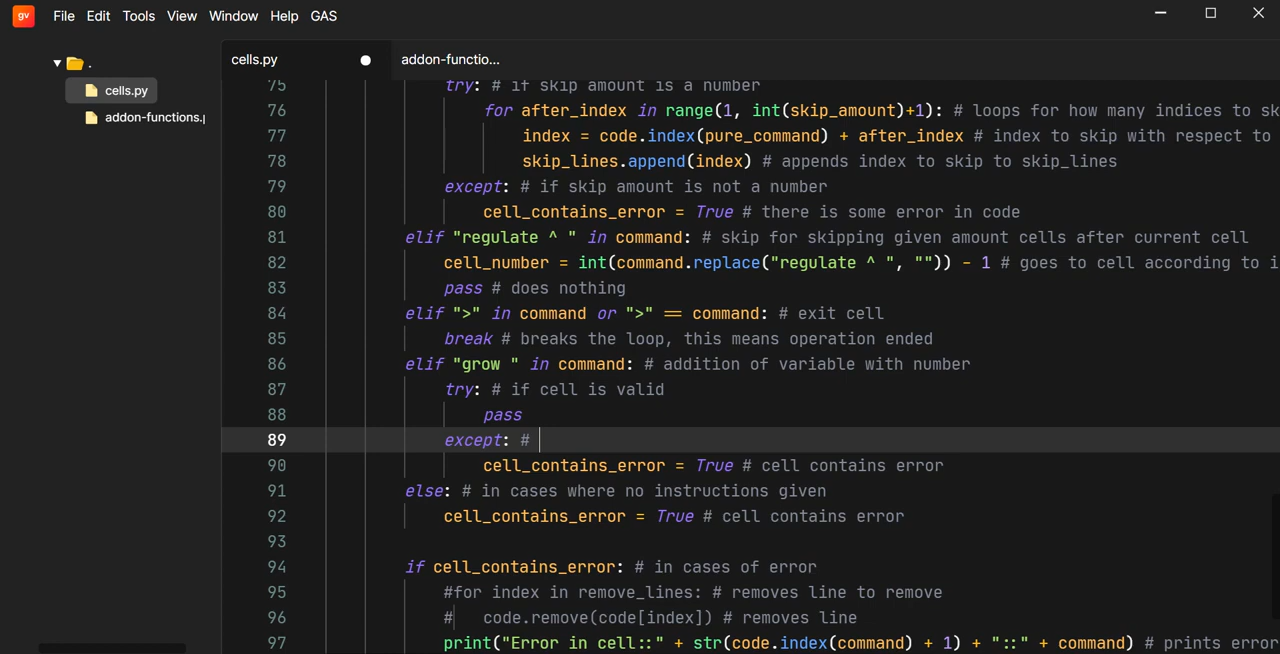 gv File Edit Tools View Window Help GAS
. cells.py addon-functio...
75 try: # if skip amount is a number
cells.py
76 for after_index in range(1, int(skip_amount)+1): # loops for how many indices to sk
addon-functions.
77 index = code.index(pure_command) + after_index # index to skip with respect to
78 skip_lines.append(index) # appends index to skip to skip_lines
79 except: # if skip amount is not a number
80 cell_contains_error = True # there is some error in code
81 elif "regulate ^ " in command: # skip for skipping given amount cells after current cell
82 cell_number = int(command.replace("regulate ^ ", "")) - 1 # goes to cell according to i
83 pass # does nothing
84 elif ">" in command or ">" == command: # exit cell
85 break # breaks the loop, this means operation ended
86 elif "grow " in command: # addition of variable with number
87 try: # if cell is valid
88 pass
89 except: #
90 cell_contains_error = True # cell contains error
91 else: # in cases where no instructions given
92 cell_contains_error = True # cell contains error
93
94 if cell_contains_error: # in cases of error
95 #for index in remove_lines: # removes line to remove
96 # code.remove(code[index]) # removes line
97 print("Error in cell::" + str(code.index(command) + 1) + "::" + command) # prints error